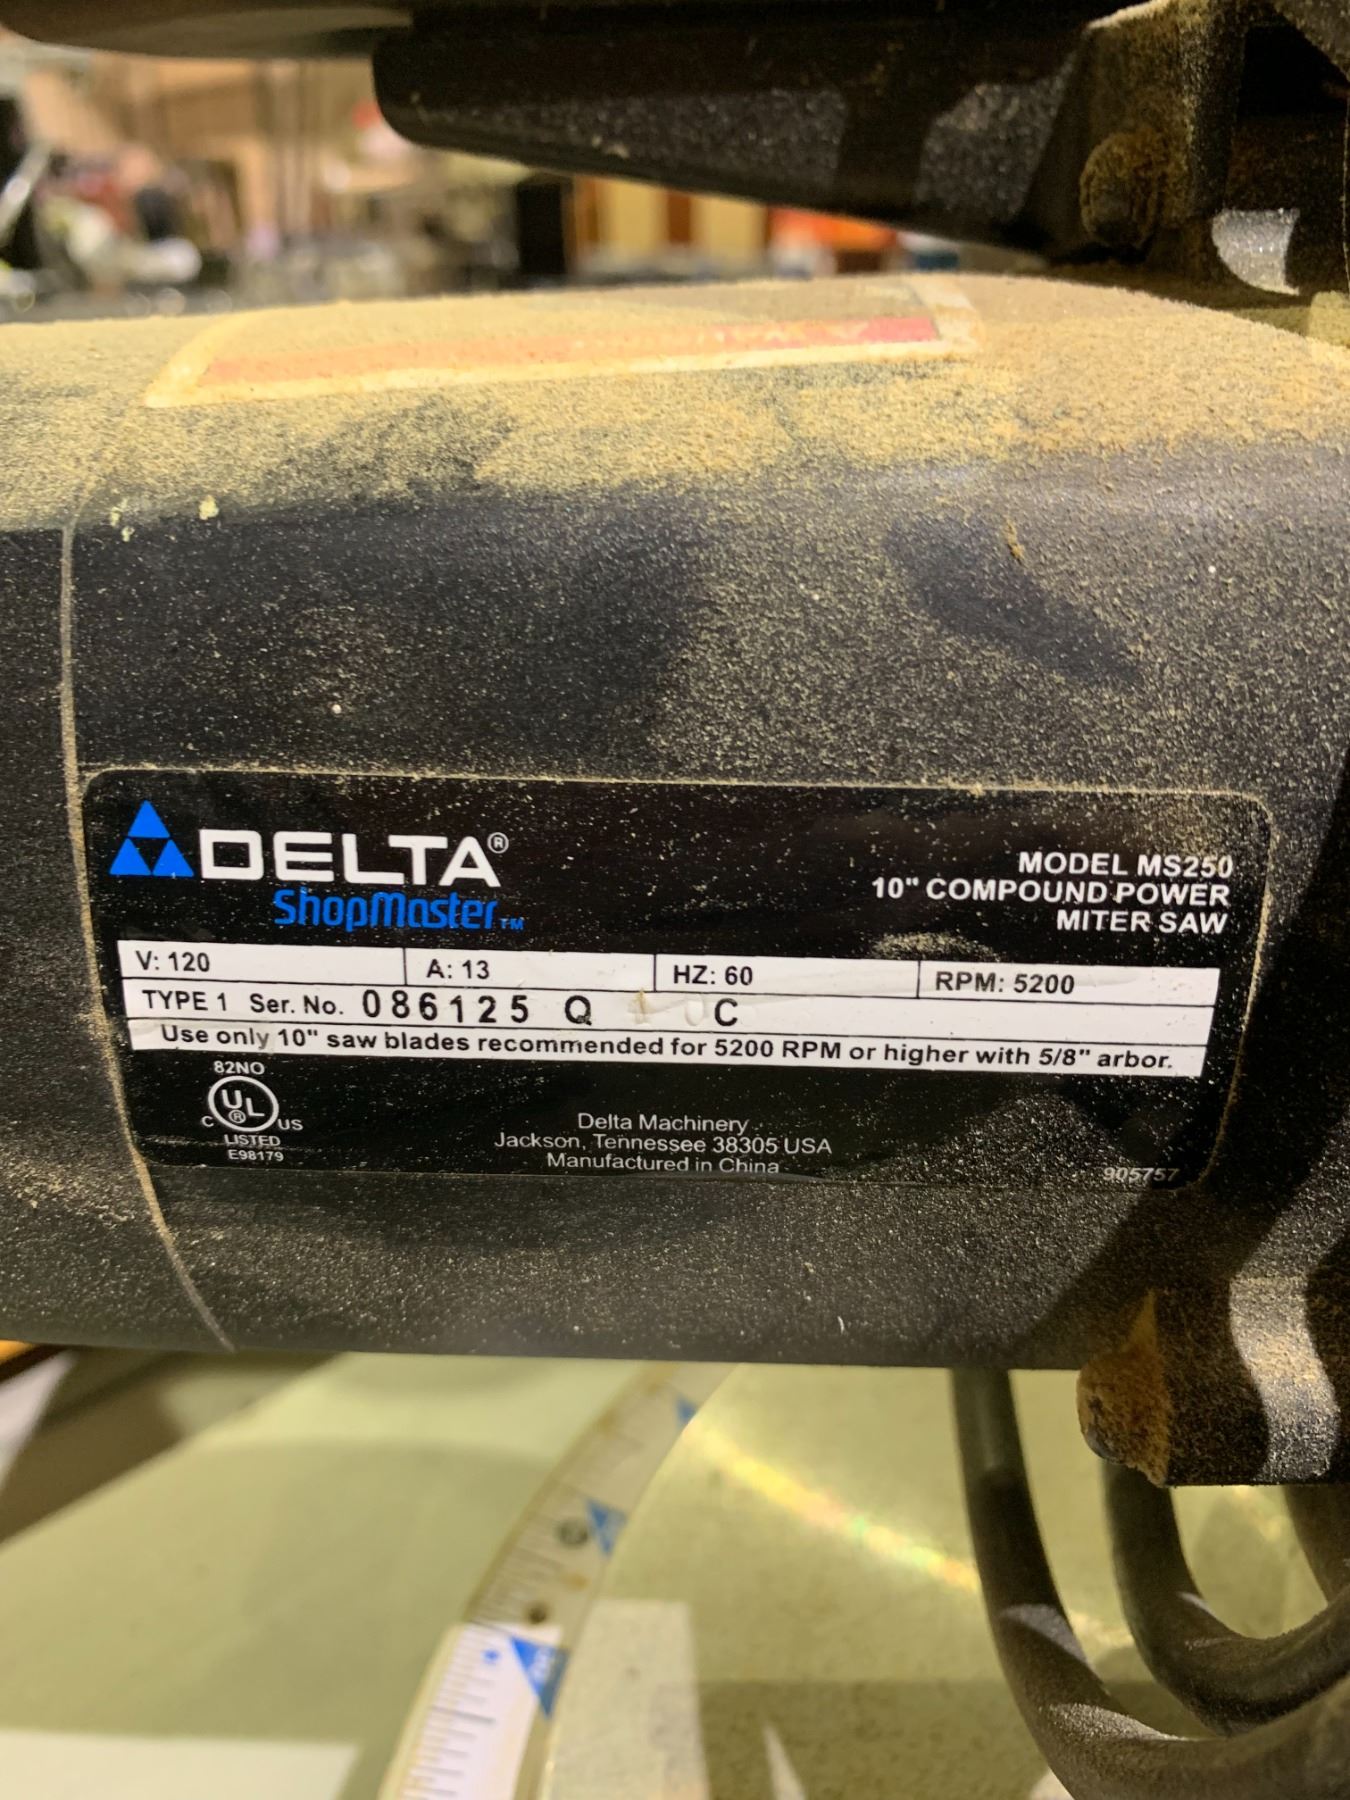 DELTA®
ShopMaster™
MODEL MS250
10" COMPOUND POWER
MITER SAW
V: 120 A: 13 HZ: 60 RPM: 5200
TYPE 1 Ser. No. 086125 Q C
Use only 10" saw blades recommended for 5200 RPM or higher with 5/8" arbor.
82NO
C UL® US
LISTED
E98179
Delta Machinery
Jackson, Tennessee 38305 USA
Manufactured in China
905757